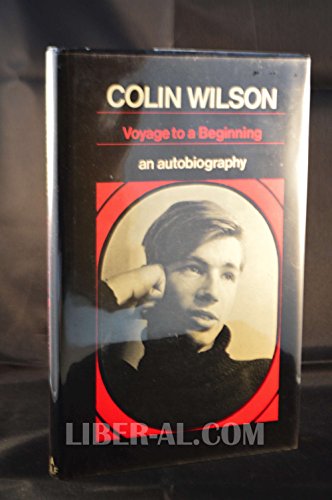 COLIN WILSON
Voyage to a Beginning
an autobiography
LIBER-AL.COM